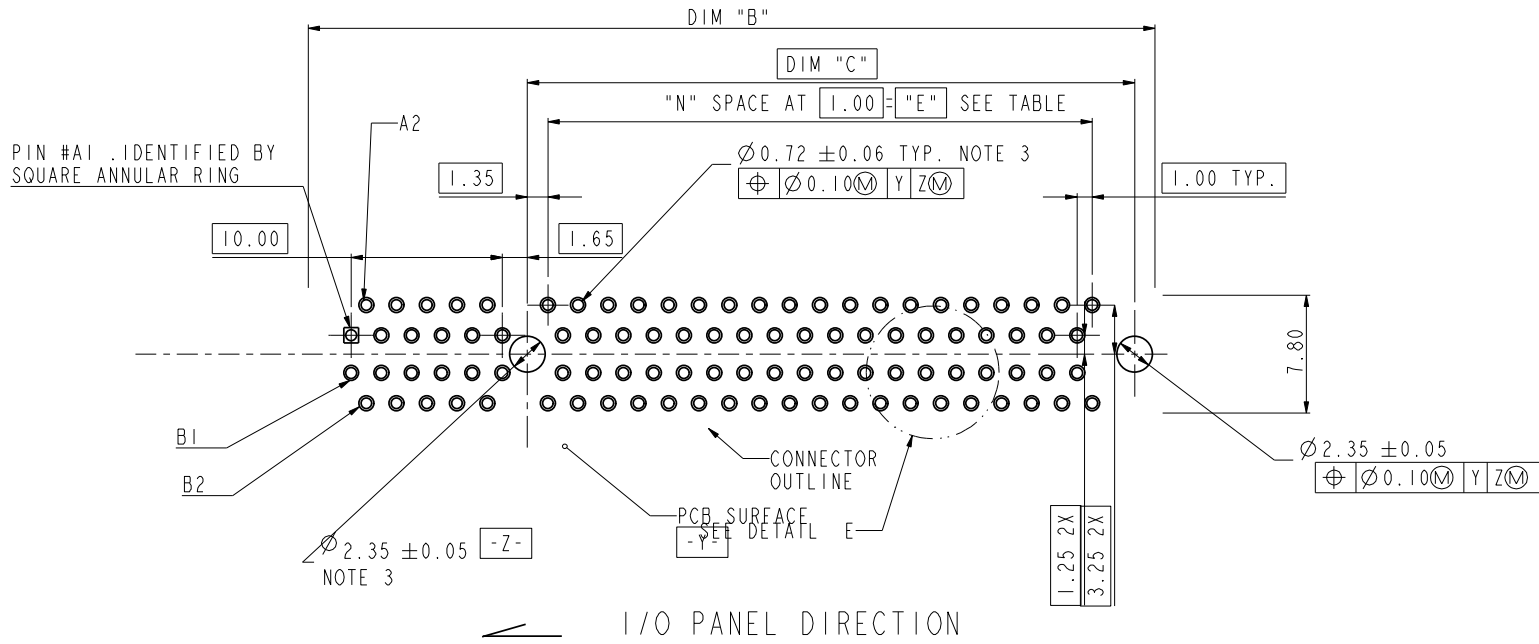 DIM "B"
DIM "C"
"N" SPACE AT 1.00 = "E" SEE TABLE
A2
PIN #A1 .IDENTIFIED BY
SQUARE ANNULAR RING
Ø0.72 ±0.06 TYP. NOTE 3
⌖ Ø0.10Ⓜ Y ZⓂ
1.35
1.00 TYP.
10.00
1.65
7.80
B1
B2
CONNECTOR
OUTLINE
Ø2.35 ±0.05
⌖ Ø0.10Ⓜ Y ZⓂ
PCB SURFACE
-Y-
SEE DETAIL E
Ø2.35 ±0.05 -Z-
NOTE 3
1.25 2X
3.25 2X
I/O PANEL DIRECTION